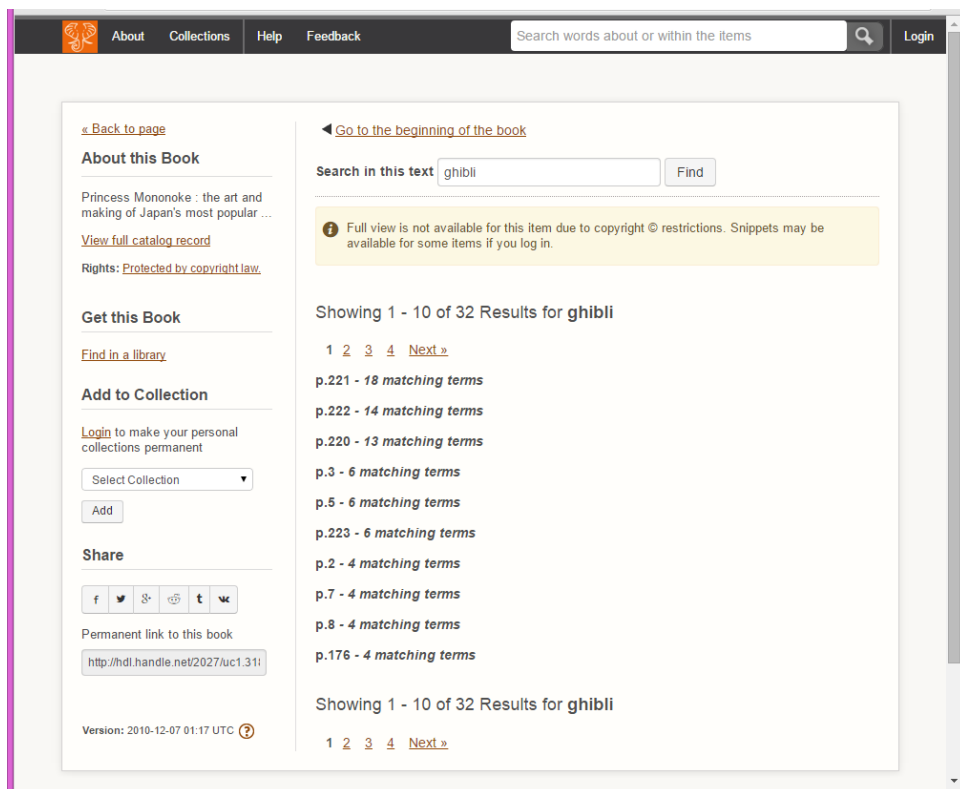 About Collections Help Feedback Search words about or within the items Login
« Back to page
About this Book
Princess Mononoke : the art and
making of Japan's most popular ...
View full catalog record
Rights: Protected by copyright law.
Get this Book
Find in a library
Add to Collection
Login to make your personal
collections permanent
Select Collection
Add
Share
f g+ t vk
Permanent link to this book
http://hdl.handle.net/2027/uc1.318
Version: 2010-12-07 01:17 UTC ?
Go to the beginning of the book
Search in this text ghibli Find
Full view is not available for this item due to copyright © restrictions. Snippets may be
available for some items if you log in.
Showing 1 - 10 of 32 Results for ghibli
1 2 3 4 Next »
p.221 - 18 matching terms
p.222 - 14 matching terms
p.220 - 13 matching terms
p.3 - 6 matching terms
p.5 - 6 matching terms
p.223 - 6 matching terms
p.2 - 4 matching terms
p.7 - 4 matching terms
p.8 - 4 matching terms
p.176 - 4 matching terms
Showing 1 - 10 of 32 Results for ghibli
1 2 3 4 Next »